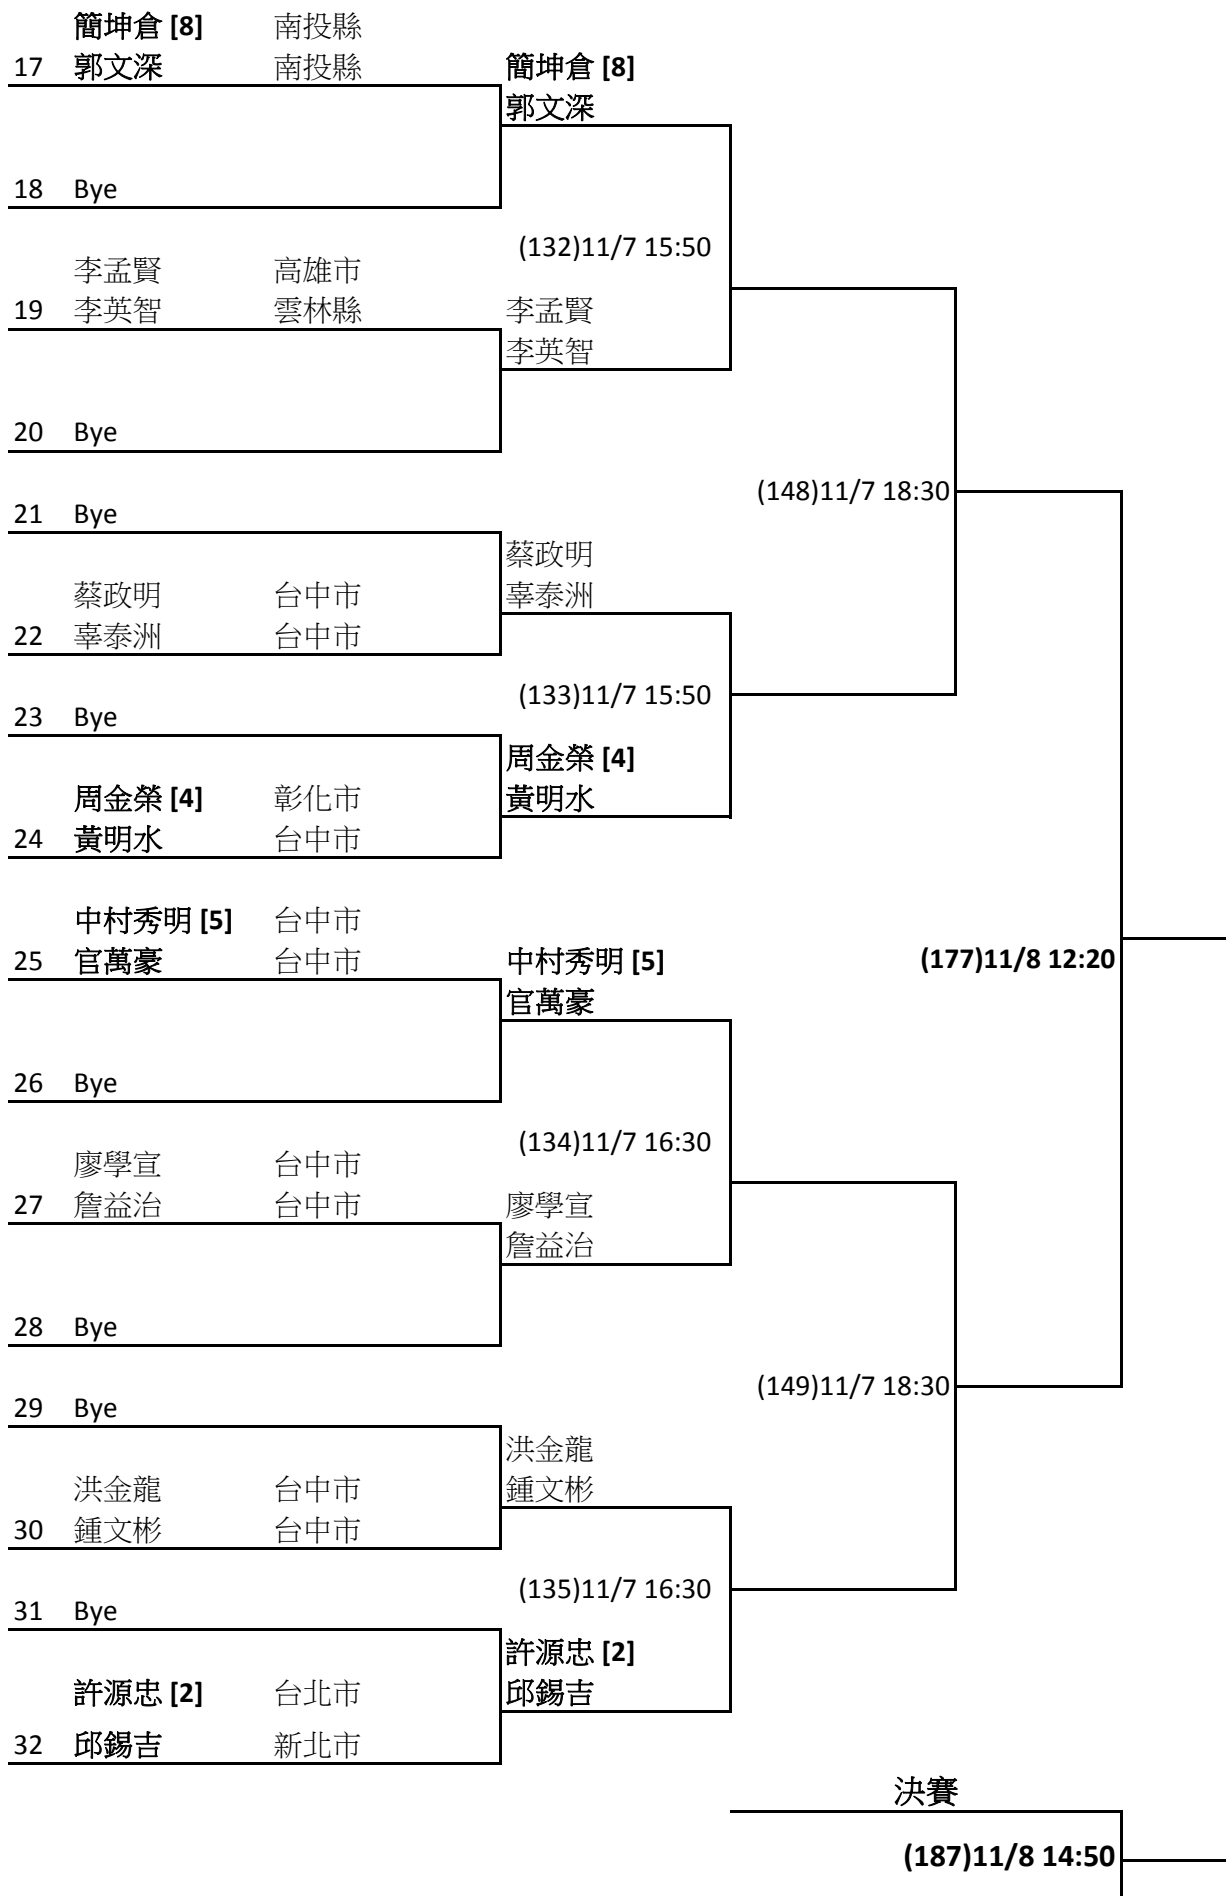 簡坤倉 [8] 南投縣
17 郭文深 南投縣 簡坤倉 [8]
郭文深
18 Bye
(132)11/7 15:50
李孟賢 高雄市
19 李英智 雲林縣 李孟賢
李英智
20 Bye
(148)11/7 18:30
21 Bye
蔡政明
蔡政明 台中市 辜泰洲
22 辜泰洲 台中市
(133)11/7 15:50
23 Bye
周金榮 [4]
周金榮 [4] 彰化市 黃明水
24 黃明水 台中市
中村秀明 [5] 台中市
25 官萬豪 台中市 中村秀明 [5] (177)11/8 12:20
官萬豪
26 Bye
(134)11/7 16:30
廖學宣 台中市
27 詹益治 台中市 廖學宣
詹益治
28 Bye
(149)11/7 18:30
29 Bye
洪金龍
洪金龍 台中市 鍾文彬
30 鍾文彬 台中市
(135)11/7 16:30
31 Bye
許源忠 [2]
許源忠 [2] 台北市 邱錫吉
32 邱錫吉 新北市
決賽
(187)11/8 14:50